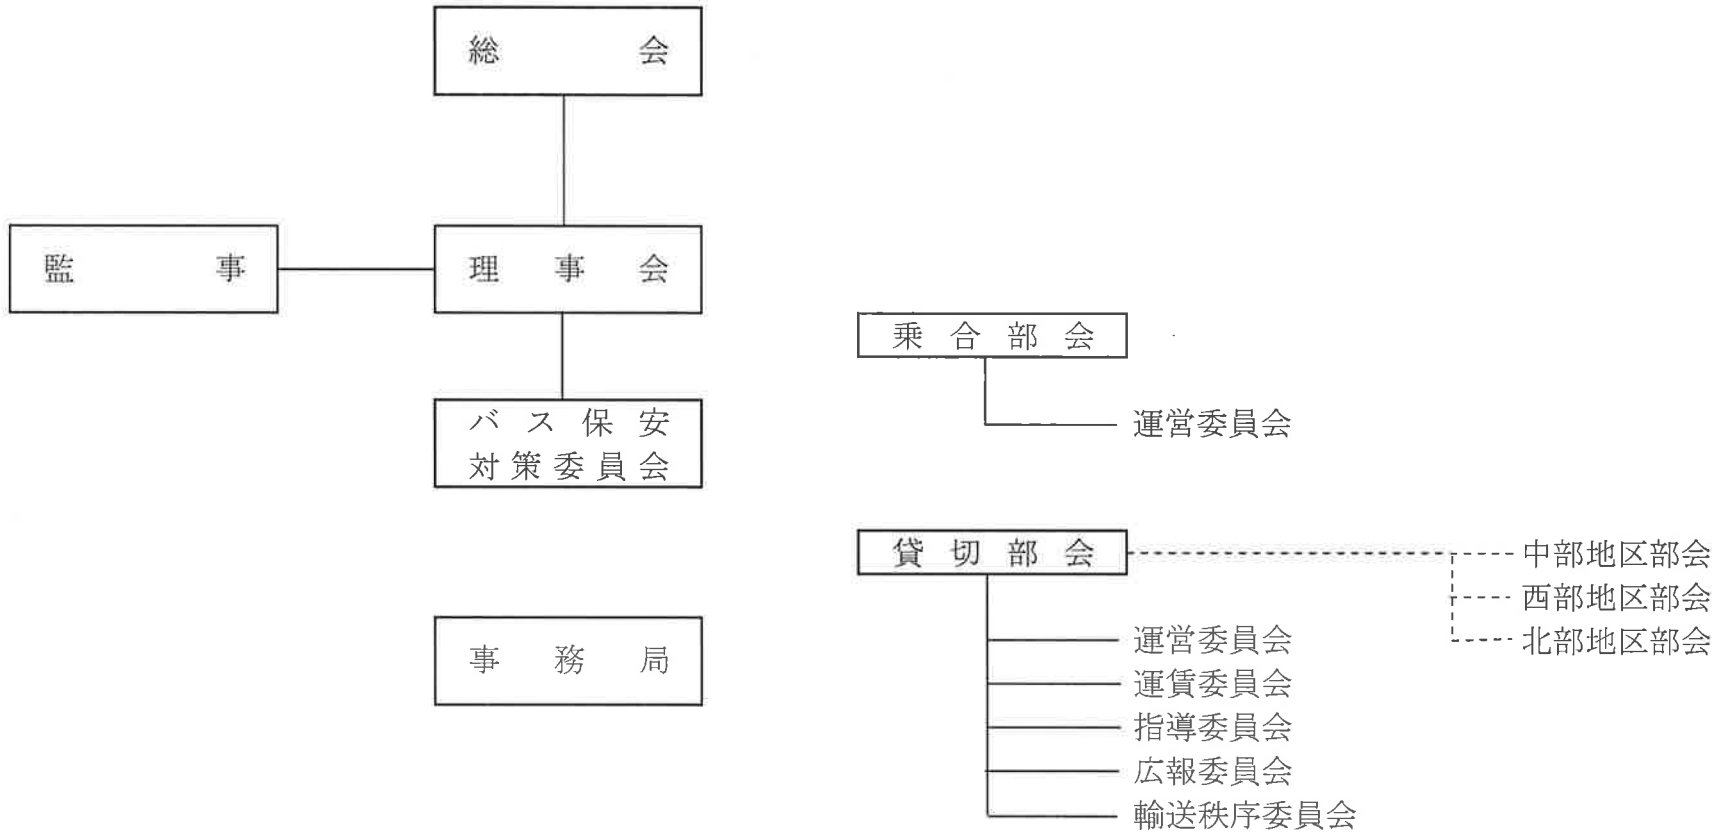 総会
監事
理事会
乗合部会
運営委員会
バス保安
対策委員会
貸切部会
中部地区部会
西部地区部会
北部地区部会
事務局
運営委員会
運賃委員会
指導委員会
広報委員会
輸送秩序委員会